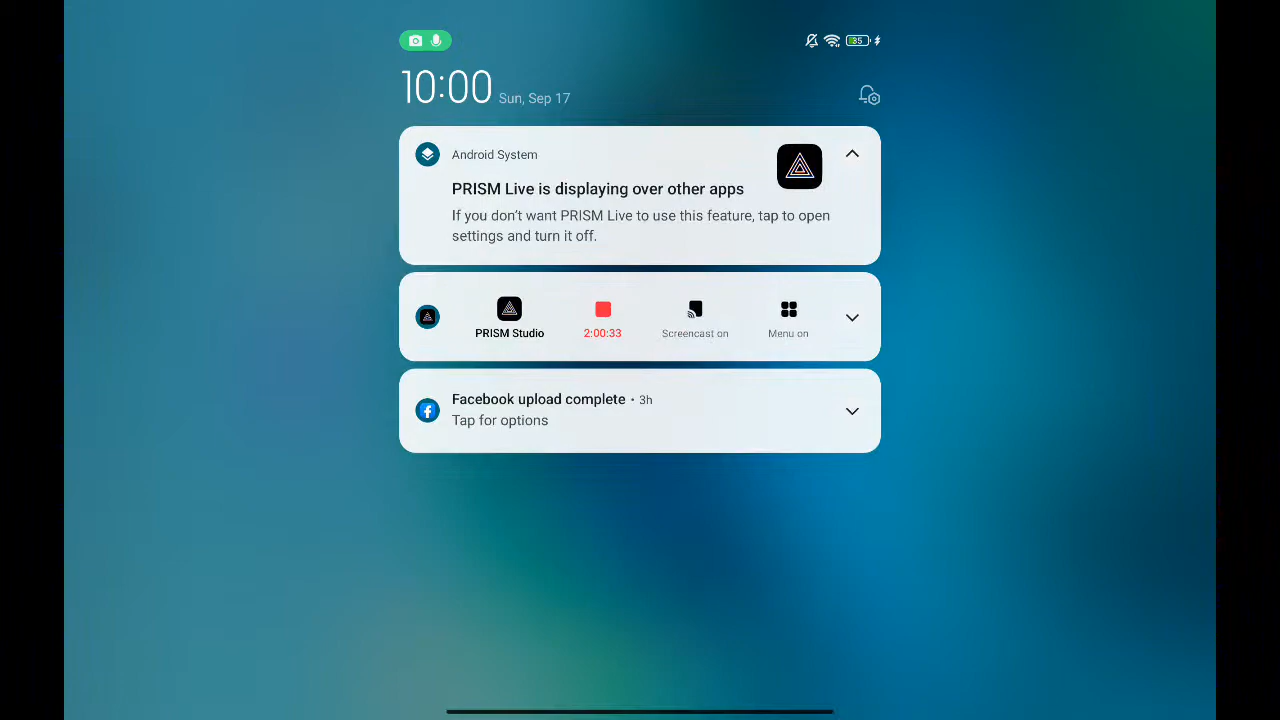 35
10:00 Sun, Sep 17
Android System
PRISM Live is displaying over other apps
If you don't want PRISM Live to use this feature, tap to open
settings and turn it off.
PRISM Studio 2:00:33 Screencast on Menu on
Facebook upload complete • 3h
Tap for options